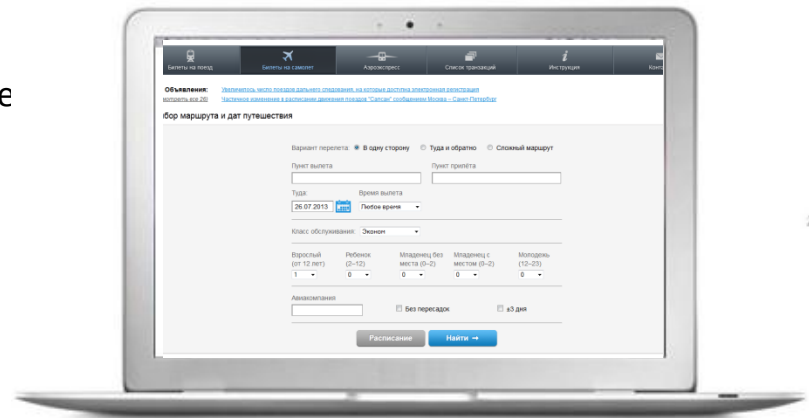 е
Билеты на поезд Билеты на самолет Аэроэкспресс Список транзакций Инструкция Конта
Объявления: Увеличилось число поездов дальнего следования, на которые доступна электронная регистрация
мотреть все 26) Частичное изменение в расписании движения поездов "Сапсан" сообщением Москва – Санкт-Петербург
бор маршрута и дат путешествия
Вариант перелета: В одну сторону Туда и обратно Сложный маршрут
Пункт вылета Пункт прилёта
Туда: Время вылета
26.07.2013 Любое время
Класс обслуживания: Эконом
Взрослый Ребенок Младенец без Младенец с Молодежь
(от 12 лет) (2–12) места (0–2) местом (0–2) (12–23)
1 0 0 0 0
Авиакомпания
Без пересадок ±3 дня
Расписание Найти →